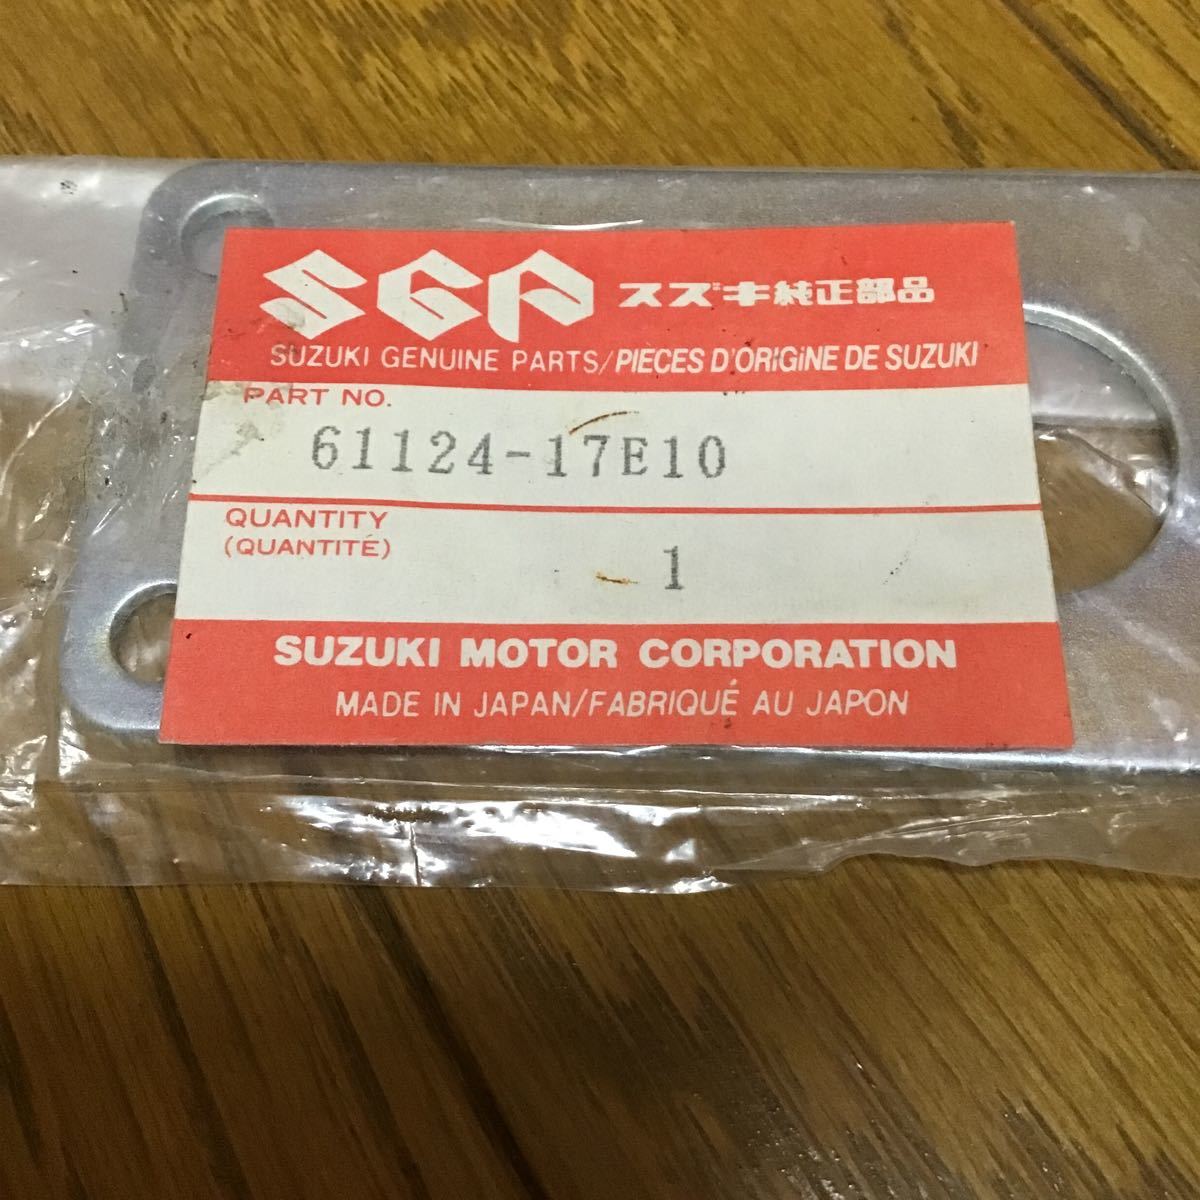 SGP スズキ純正部品
SUZUKI GENUINE PARTS/PIECES D'ORIGINE DE SUZUKI
PART NO.
61124-17E10
QUANTITY
(QUANTITÉ)
1
SUZUKI MOTOR CORPORATION
MADE IN JAPAN/FABRIQUÉ AU JAPON